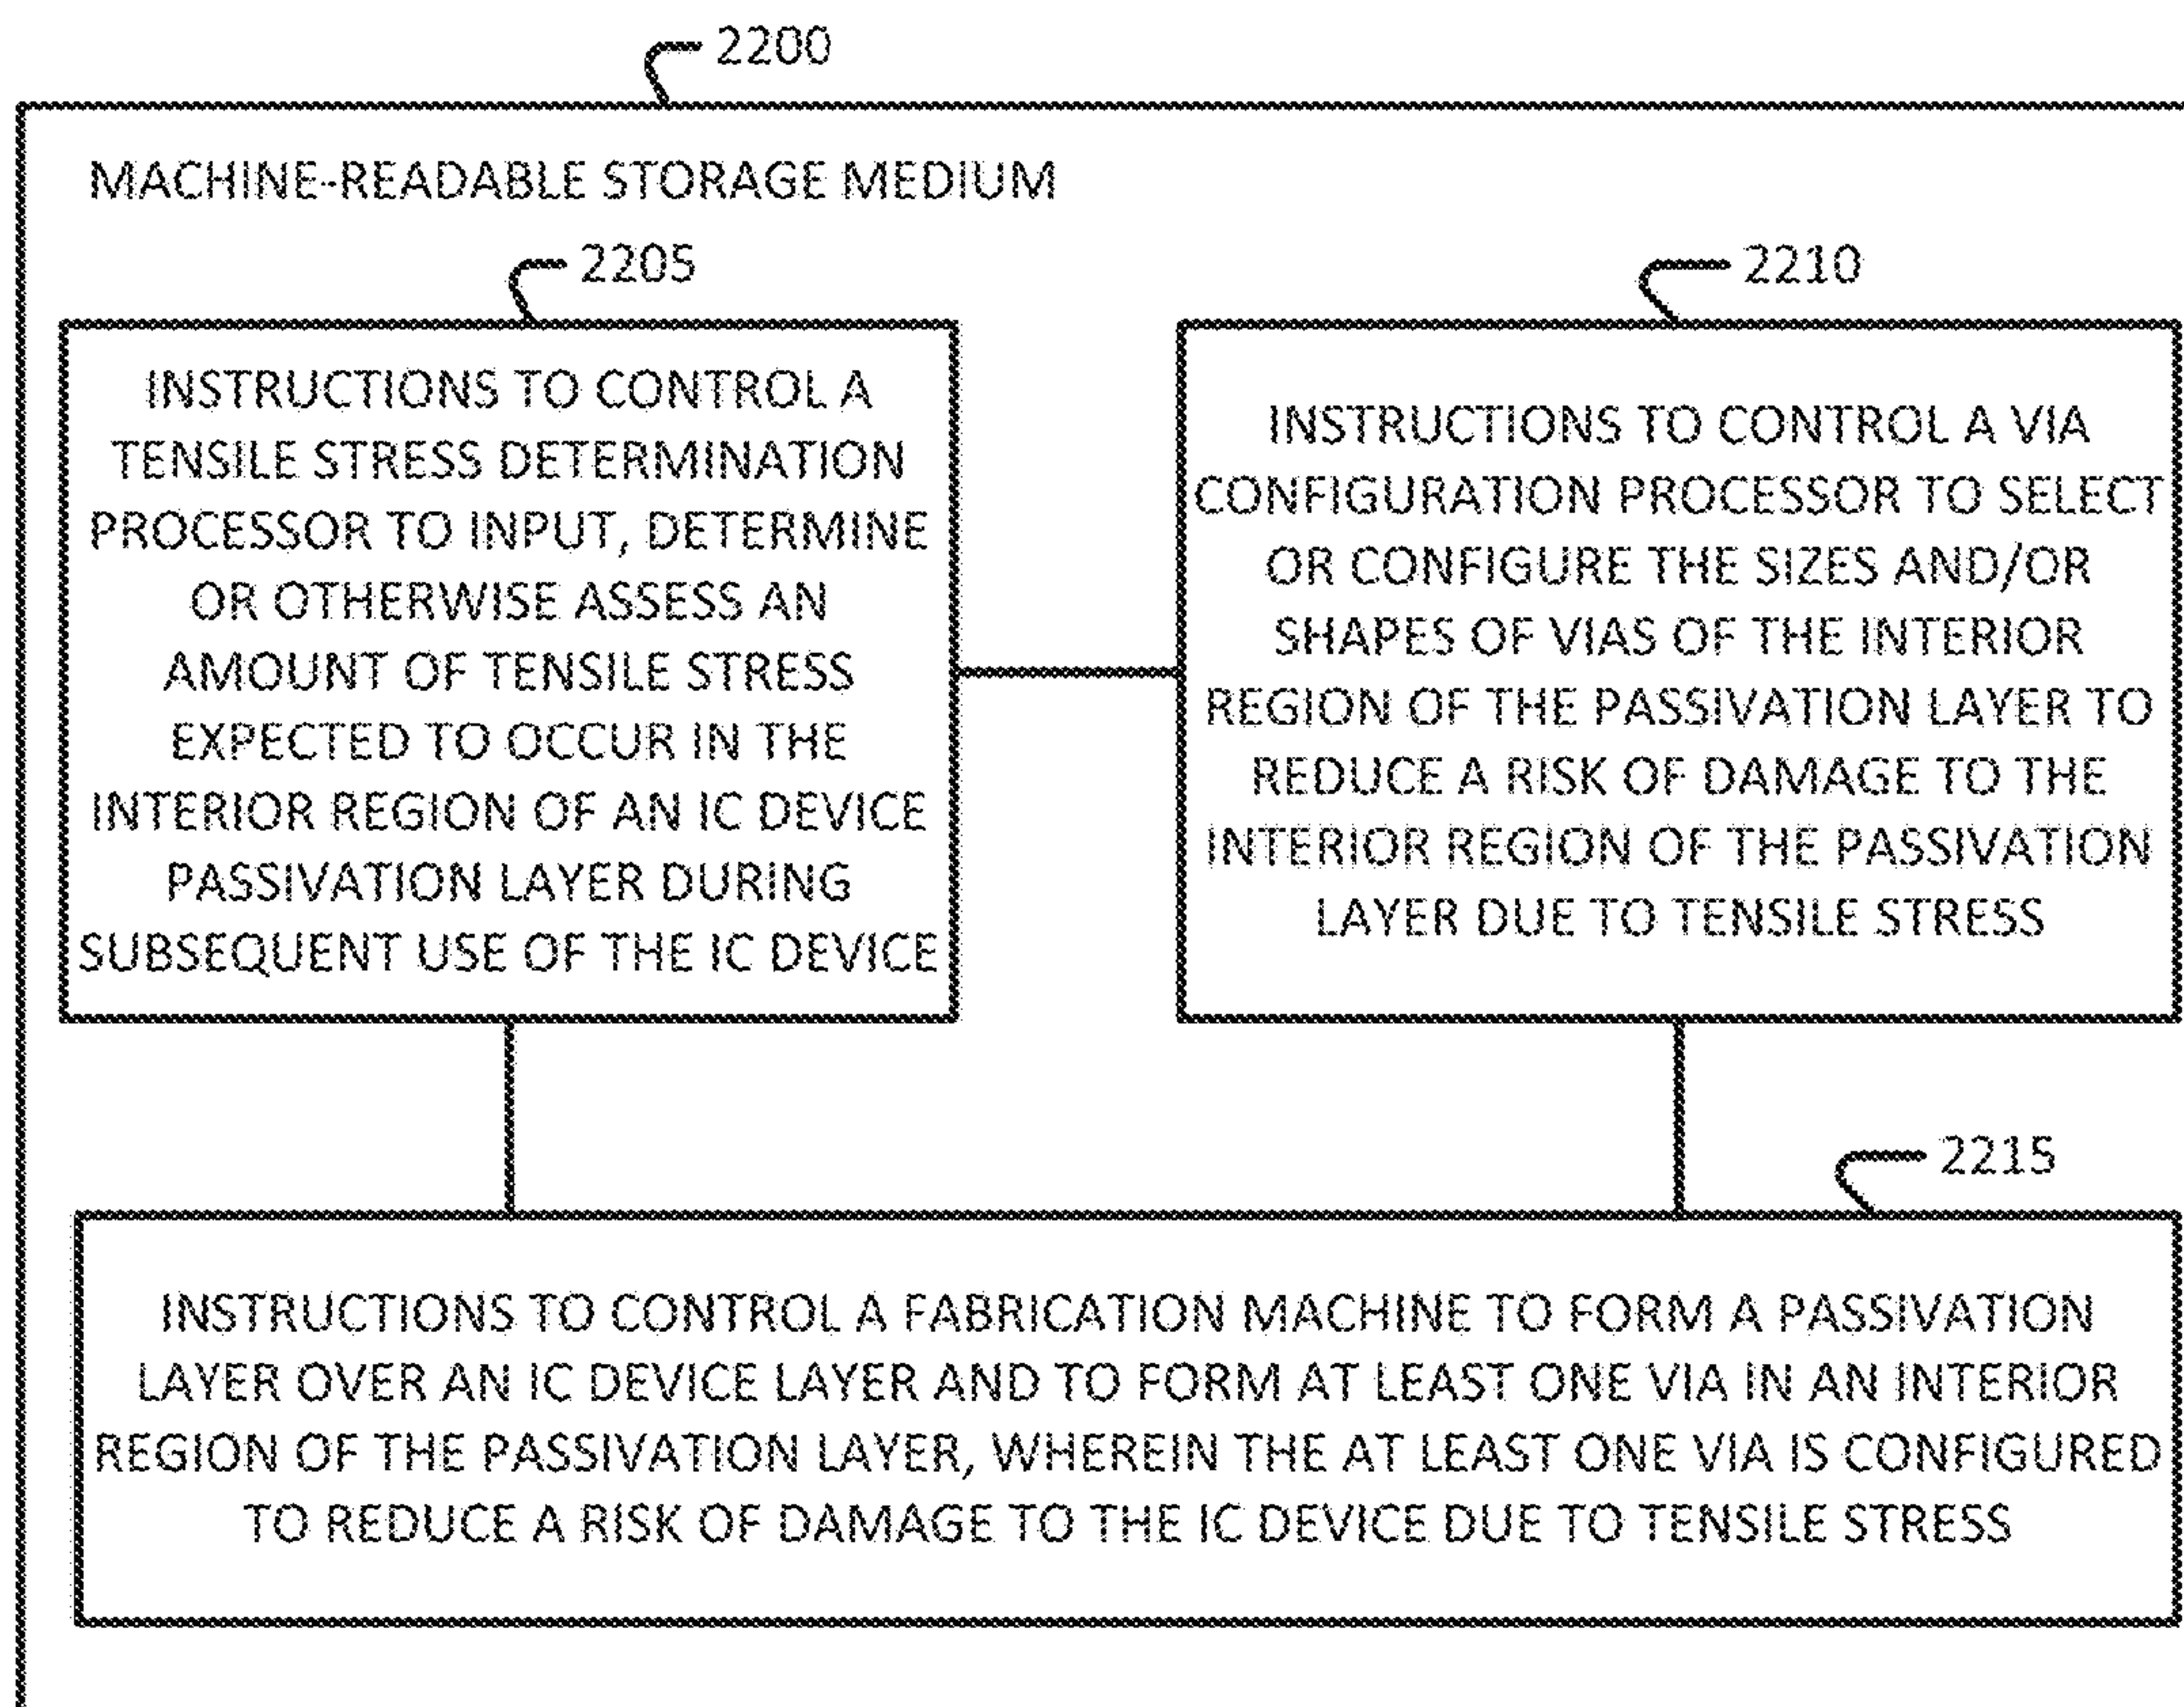 2200
MACHINE-READABLE STORAGE MEDIUM
2205
INSTRUCTIONS TO CONTROL A
TENSILE STRESS DETERMINATION
PROCESSOR TO INPUT, DETERMINE
OR OTHERWISE ASSESS AN
AMOUNT OF TENSILE STRESS
EXPECTED TO OCCUR IN THE
INTERIOR REGION OF AN IC DEVICE
PASSIVATION LAYER DURING
SUBSEQUENT USE OF THE IC DEVICE
2210
INSTRUCTIONS TO CONTROL A VIA
CONFIGURATION PROCESSOR TO SELECT
OR CONFIGURE THE SIZES AND/OR
SHAPES OF VIAS OF THE INTERIOR
REGION OF THE PASSIVATION LAYER TO
REDUCE A RISK OF DAMAGE TO THE
INTERIOR REGION OF THE PASSIVATION
LAYER DUE TO TENSILE STRESS
2215
INSTRUCTIONS TO CONTROL A FABRICATION MACHINE TO FORM A PASSIVATION
LAYER OVER AN IC DEVICE LAYER AND TO FORM AT LEAST ONE VIA IN AN INTERIOR
REGION OF THE PASSIVATION LAYER, WHEREIN THE AT LEAST ONE VIA IS CONFIGURED
TO REDUCE A RISK OF DAMAGE TO THE IC DEVICE DUE TO TENSILE STRESS